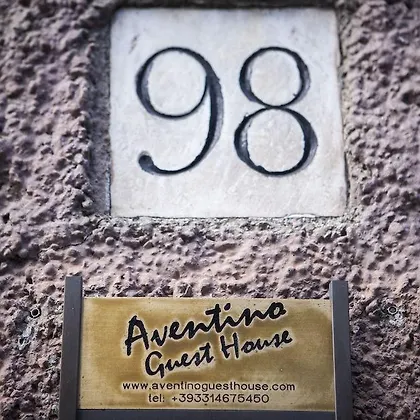 98
Aventino
Guest House
www.aventinoguesthouse.com
tel: +393314675450